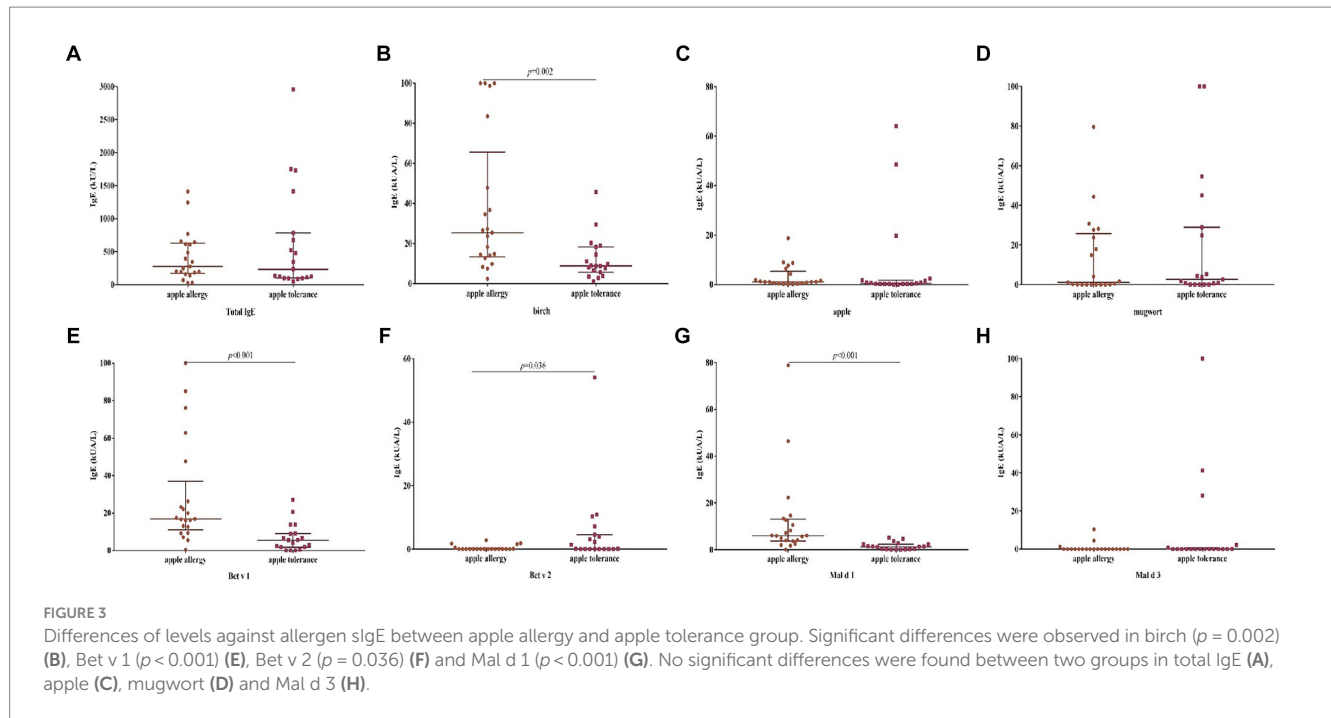 A
3000
2500
2000
1500
1000
500
0
IgE (kU/L)
apple allergy
apple tolerance
Total IgE
B
p=0.002
100
80
60
40
20
0
IgE (kUA/L)
apple allergy
apple tolerance
birch
C
80
60
40
20
0
IgE (kUA/L)
apple allergy
apple tolerance
apple
D
100
80
60
40
20
0
IgE (kUA/L)
apple allergy
apple tolerance
mugwort
E
p<0.001
100
80
60
40
20
0
IgE (kUA/L)
apple allergy
apple tolerance
Bet v 1
F
p=0.036
60
40
20
0
IgE (kUA/L)
apple allergy
apple tolerance
Bet v 2
G
p<0.001
80
60
40
20
0
IgE (kUA/L)
apple allergy
apple tolerance
Mal d 1
H
100
80
60
40
20
0
IgE (kUA/L)
apple allergy
apple tolerance
Mal d 3
FIGURE 3
Differences of levels against allergen sIgE between apple allergy and apple tolerance group. Significant differences were observed in birch (p = 0.002)
(B), Bet v 1 (p < 0.001) (E), Bet v 2 (p = 0.036) (F) and Mal d 1 (p < 0.001) (G). No significant differences were found between two groups in total IgE (A),
apple (C), mugwort (D) and Mal d 3 (H).